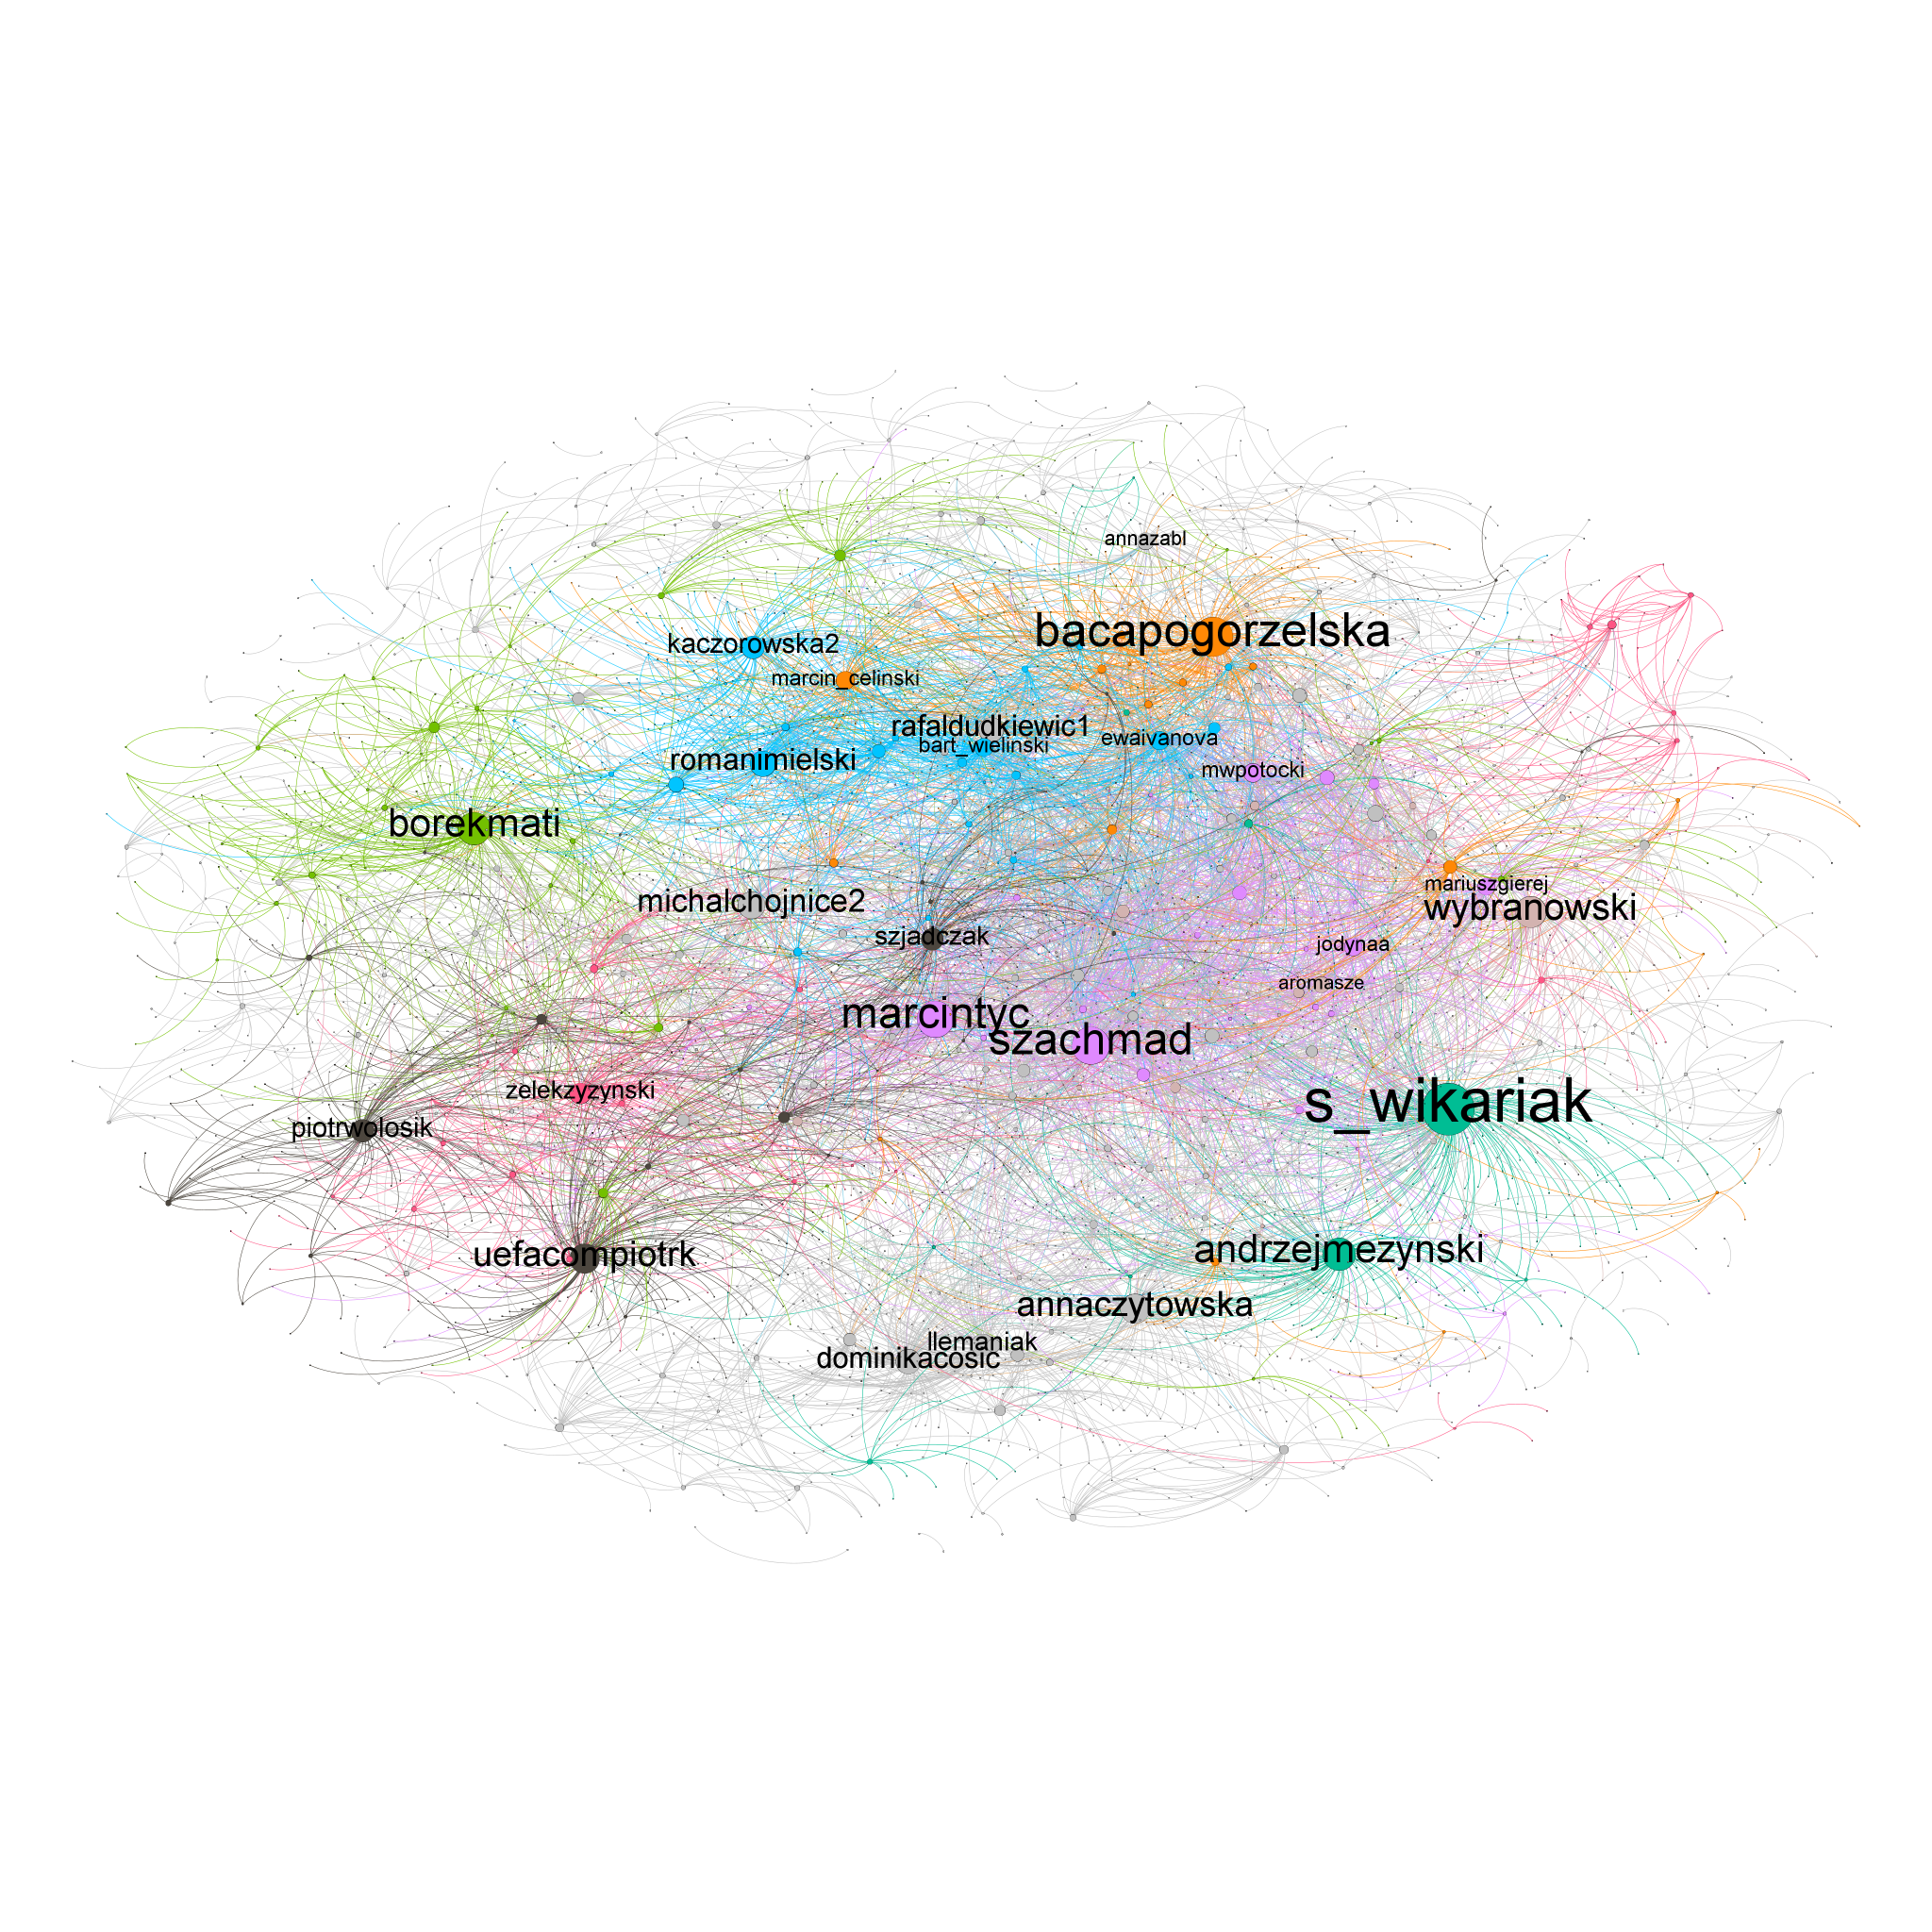 annazabl
bacapogorzelska
kaczorowska2
marcin_celinski
rafaldudkiewic1
bart_wielinski
ewaivanova
romanimielski
mwpotocki
borekmati
mariuszgierej
michalchojnice2
wybranowski
szjadczak
jodynaa
aromasze
marcintyc
szachmad
zelekzyzynski
s_wikariak
piotrwolosik
uefacompiotrk
andrzejmezynski
annaczytowska
llemaniak
dominikacosic